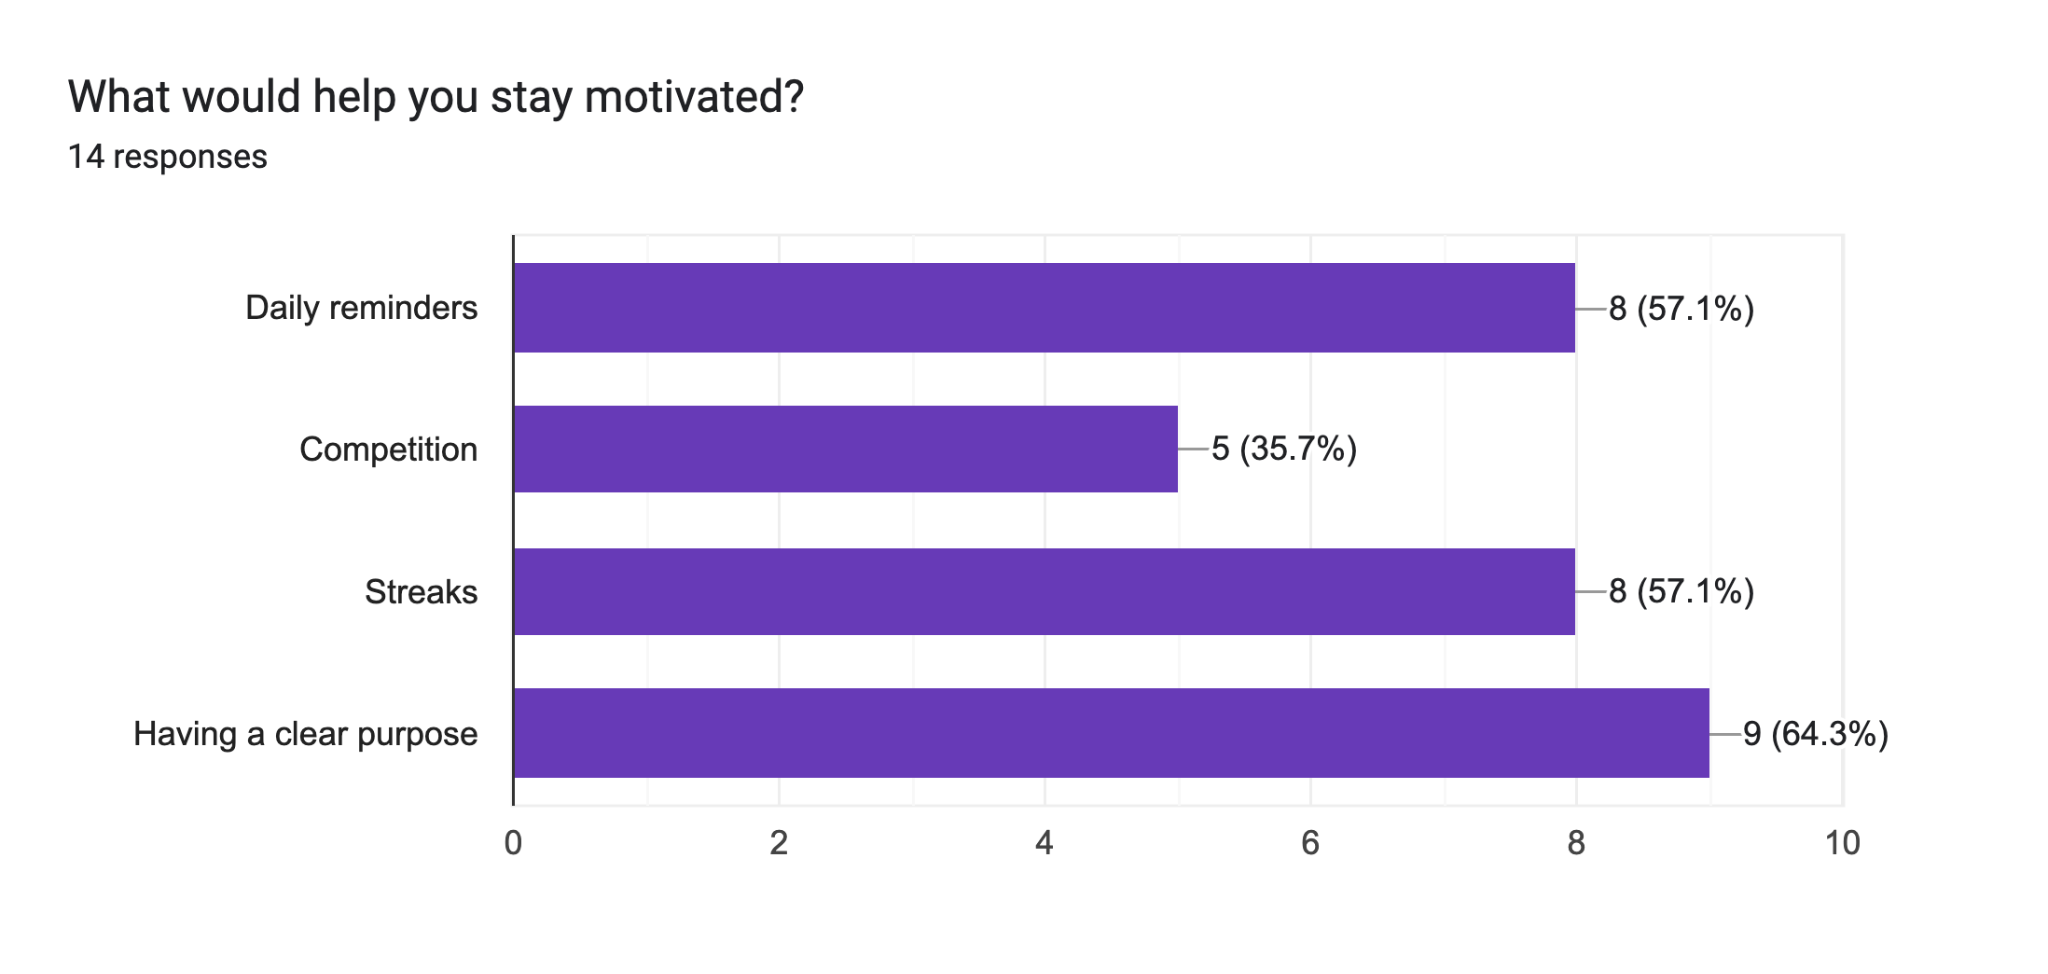 What would help you stay motivated?
14 responses
Daily reminders
8 (57.1%)
Competition
5 (35.7%)
Streaks
8 (57.1%)
Having a clear purpose
9 (64.3%)
0 2 4 6 8 10